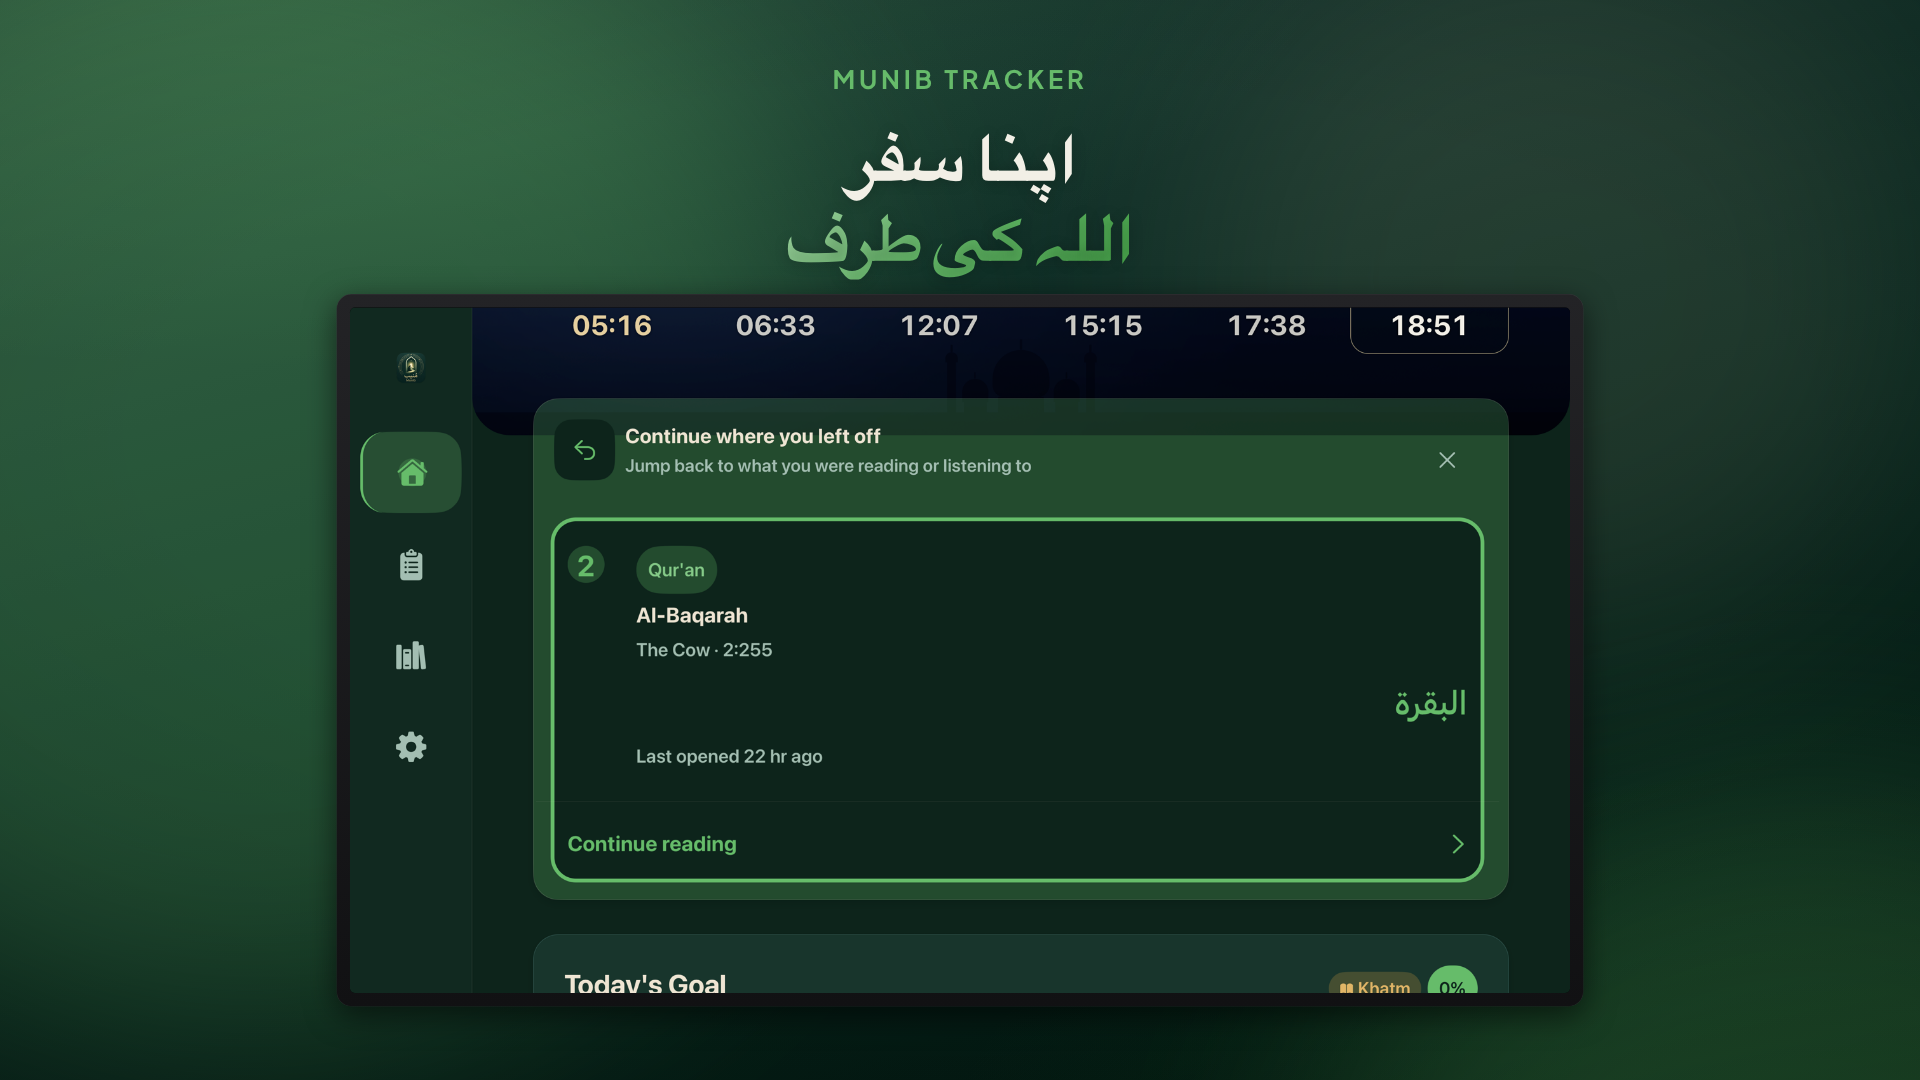 MUNIB TRACKER
اپنا سفر
اللہ کی طرف
05:16 06:33 12:07 15:15 17:38 18:51
Continue where you left off
Jump back to what you were reading or listening to
2 Qur'an
Al-Baqarah
The Cow · 2:255
البقرة
Last opened 22 hr ago
Continue reading
Today's Goal Khatm 0%